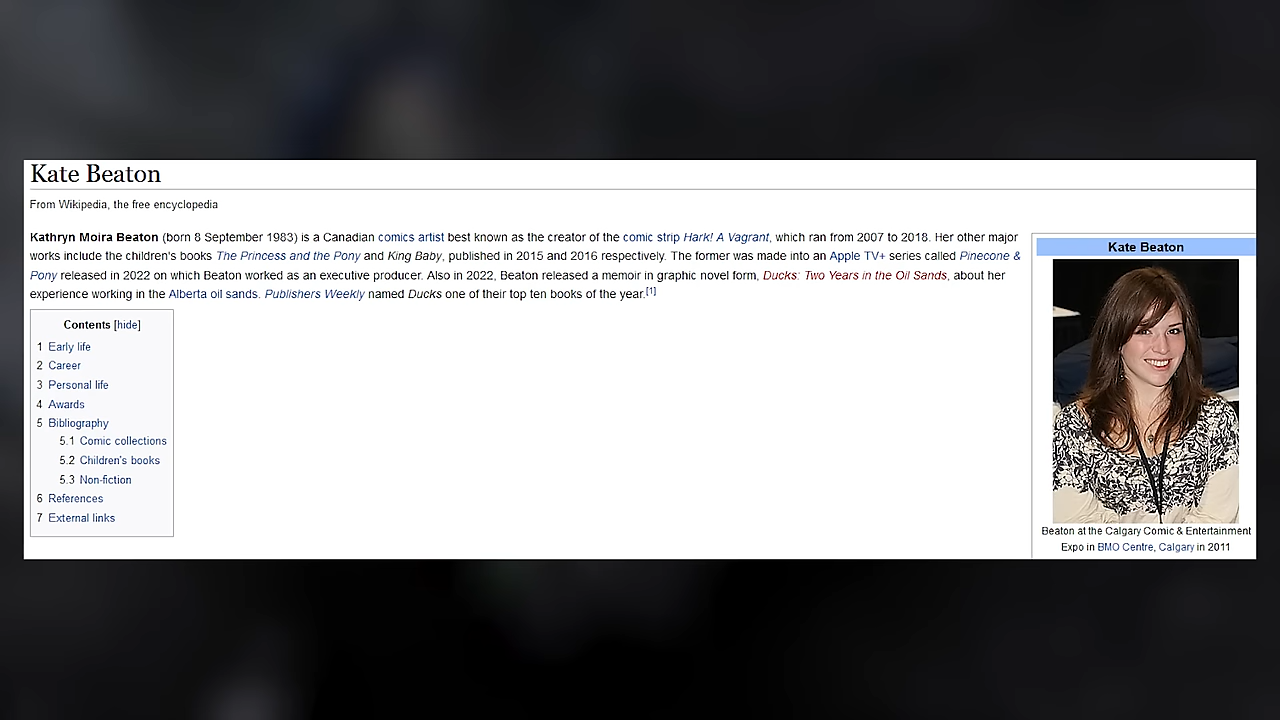 Kate Beaton
From Wikipedia, the free encyclopedia
Kathryn Moira Beaton (born 8 September 1983) is a Canadian comics artist best known as the creator of the comic strip Hark! A Vagrant, which ran from 2007 to 2018. Her other major
works include the children's books The Princess and the Pony and King Baby, published in 2015 and 2016 respectively. The former was made into an Apple TV+ series called Pinecone &
Pony released in 2022 on which Beaton worked as an executive producer. Also in 2022, Beaton released a memoir in graphic novel form, Ducks: Two Years in the Oil Sands, about her
experience working in the Alberta oil sands. Publishers Weekly named Ducks one of their top ten books of the year.[1]
Contents [hide]
1 Early life
2 Career
3 Personal life
4 Awards
5 Bibliography
5.1 Comic collections
5.2 Children's books
5.3 Non-fiction
6 References
7 External links
Kate Beaton
Beaton at the Calgary Comic & Entertainment
Expo in BMO Centre, Calgary in 2011